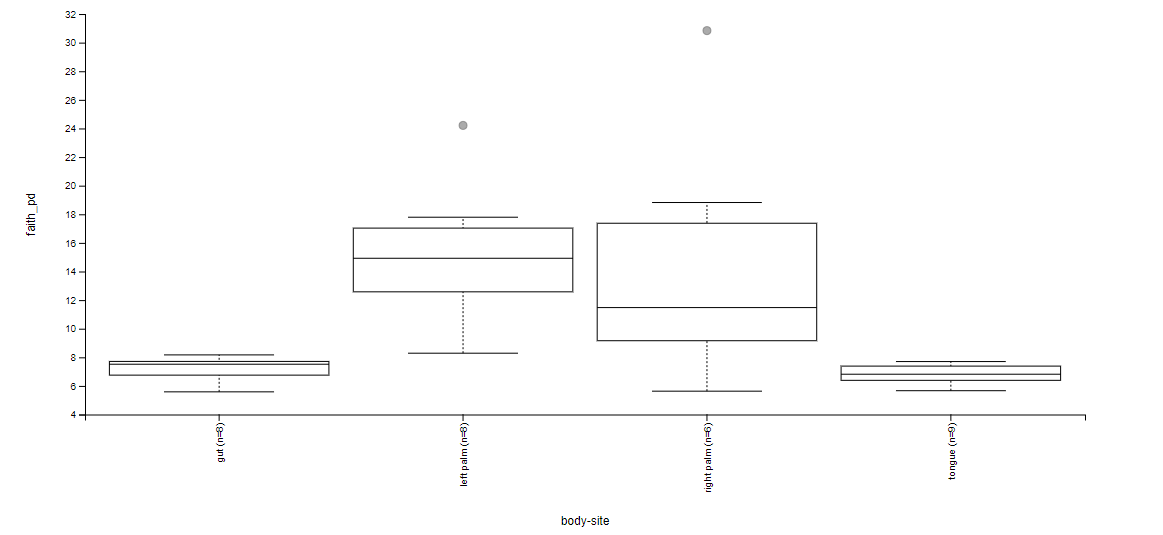 32
30
28
26
24
22
20
18
16
14
12
10
8
6
4
faith_pd
gut (n=8)
left palm (n=8)
right palm (n=6)
tongue (n=9)
body-site